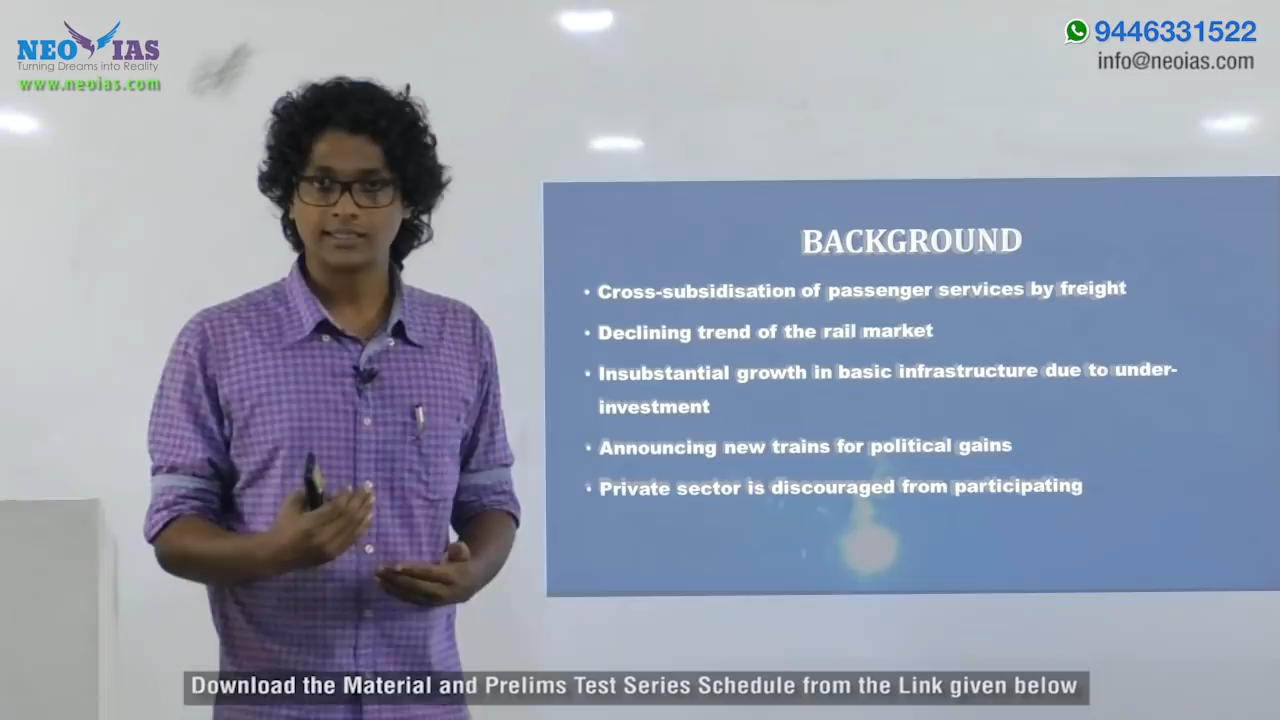 NEO IAS
Turning Dreams into Reality
www.neoias.com
9446331522
info@neoias.com
BACKGROUND
• Cross-subsidisation of passenger services by freight
• Declining trend of the rail market
• Insubstantial growth in basic infrastructure due to under-
investment
• Announcing new trains for political gains
• Private sector is discouraged from participating
Download the Material and Prelims Test Series Schedule from the Link given below